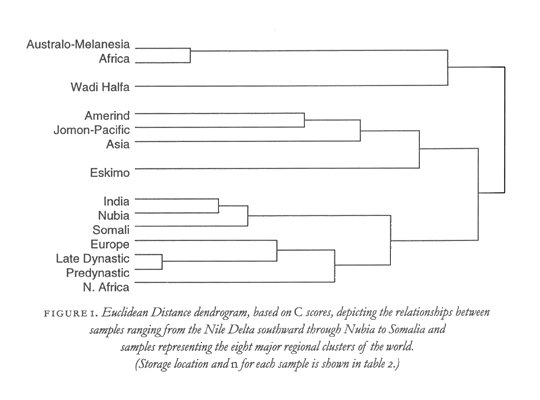 Australo-Melanesia
Africa
Wadi Halfa
Amerind
Jomon-Pacific
Asia
Eskimo
India
Nubia
Somali
Europe
Late Dynastic
Predynastic
N. Africa
FIGURE 1. Euclidean Distance dendrogram, based on C scores, depicting the relationships between
samples ranging from the Nile Delta southward through Nubia to Somalia and
samples representing the eight major regional clusters of the world.
(Storage location and n for each sample is shown in table 2.)